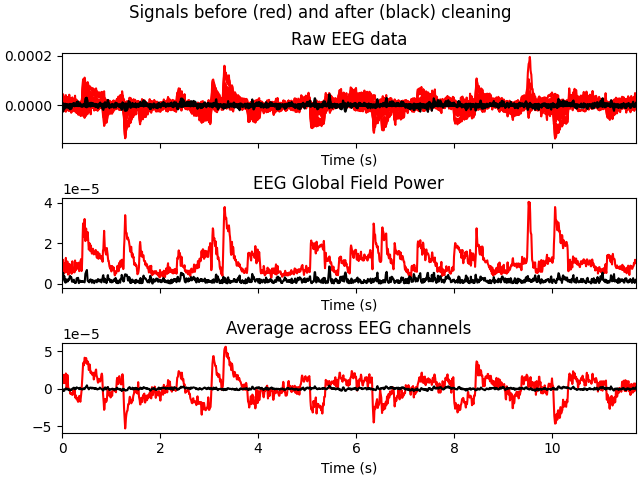 Signals before (red) and after (black) cleaning
Raw EEG data
0.0002
0.0000
Time (s)
EEG Global Field Power
1e−5
4
2
0
Time (s)
Average across EEG channels
1e−5
5
0
−5
0 2 4 6 8 10
Time (s)